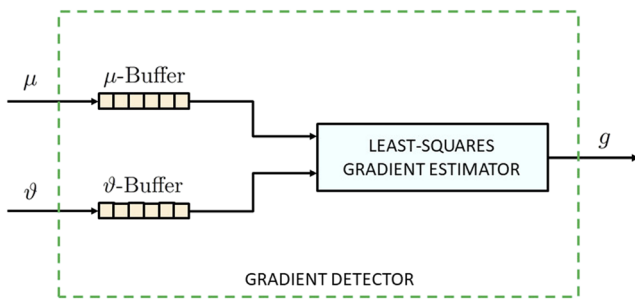 μ
μ-Buffer
ϑ
ϑ-Buffer
LEAST-SQUARES
GRADIENT ESTIMATOR
g
GRADIENT DETECTOR